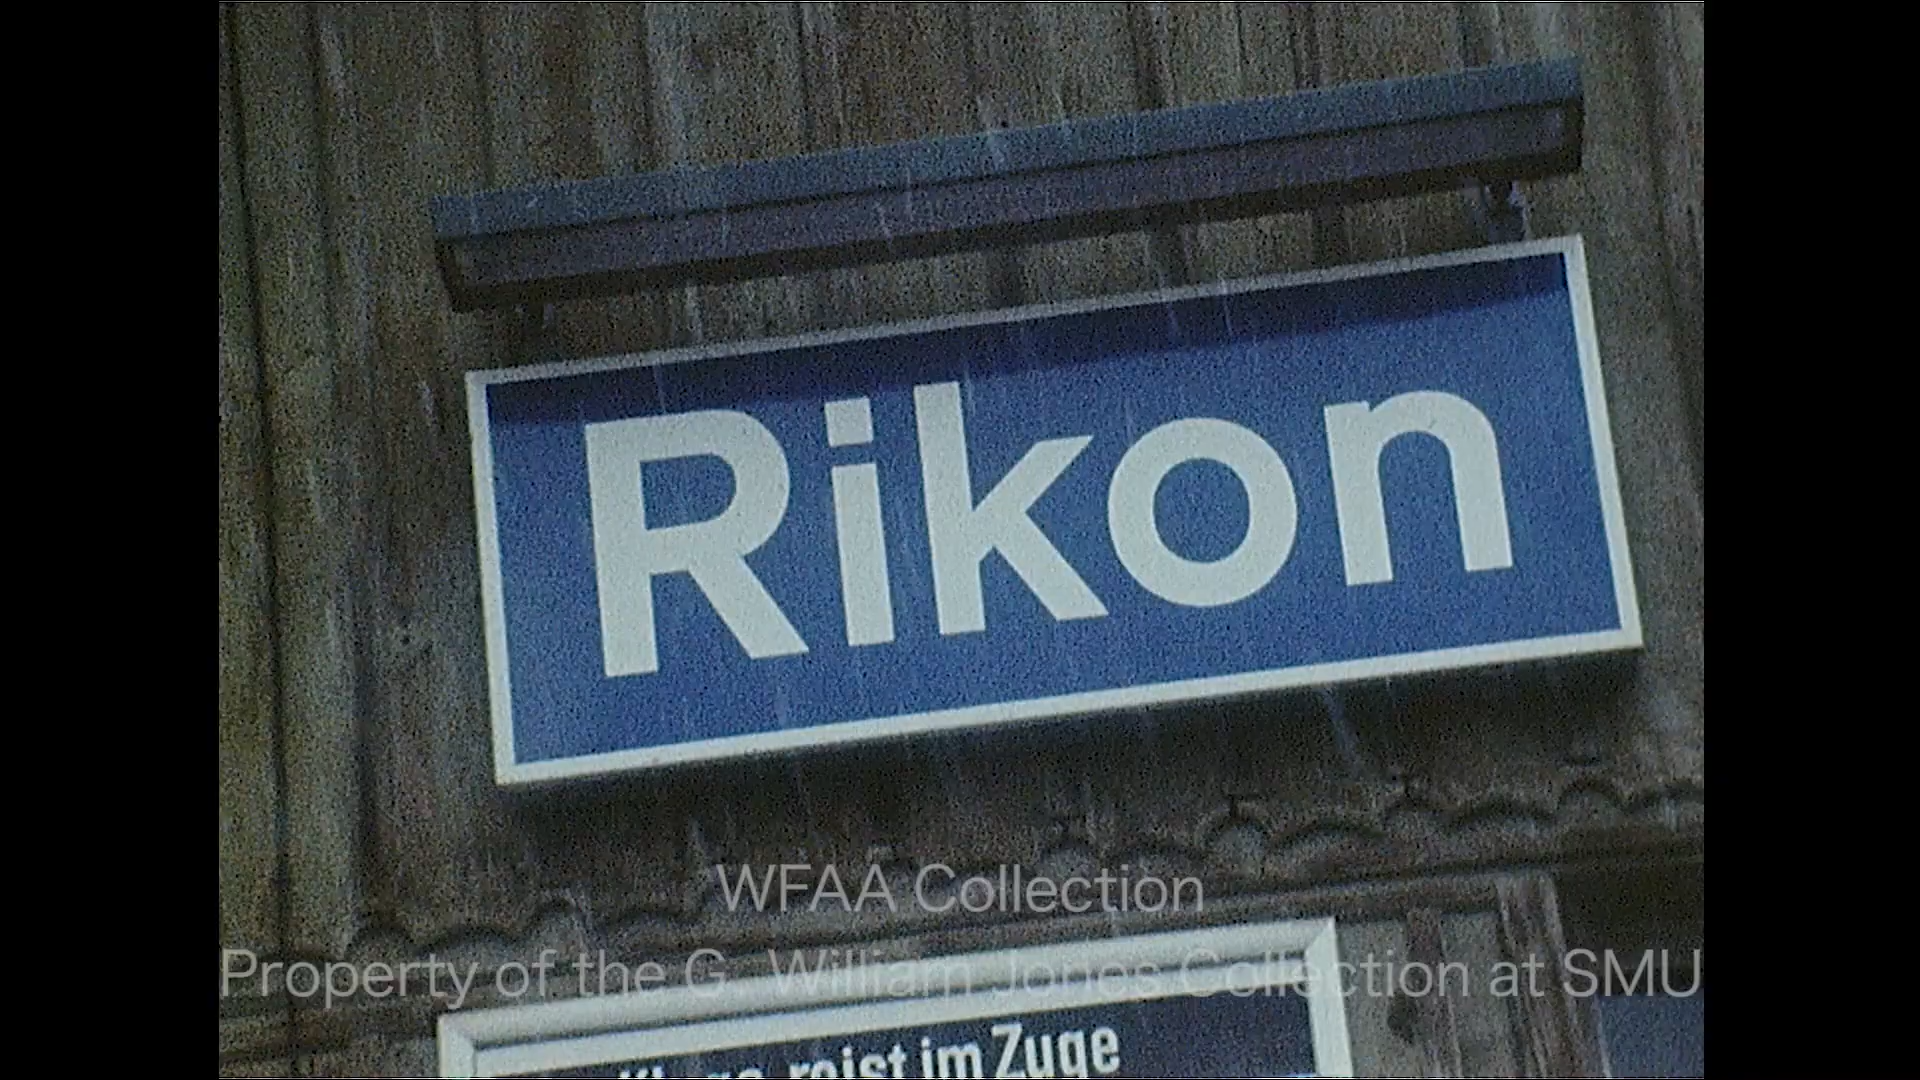 Rikon
WFAA Collection
Property of the G. William Jones Collection at SMU
reist im Zuge